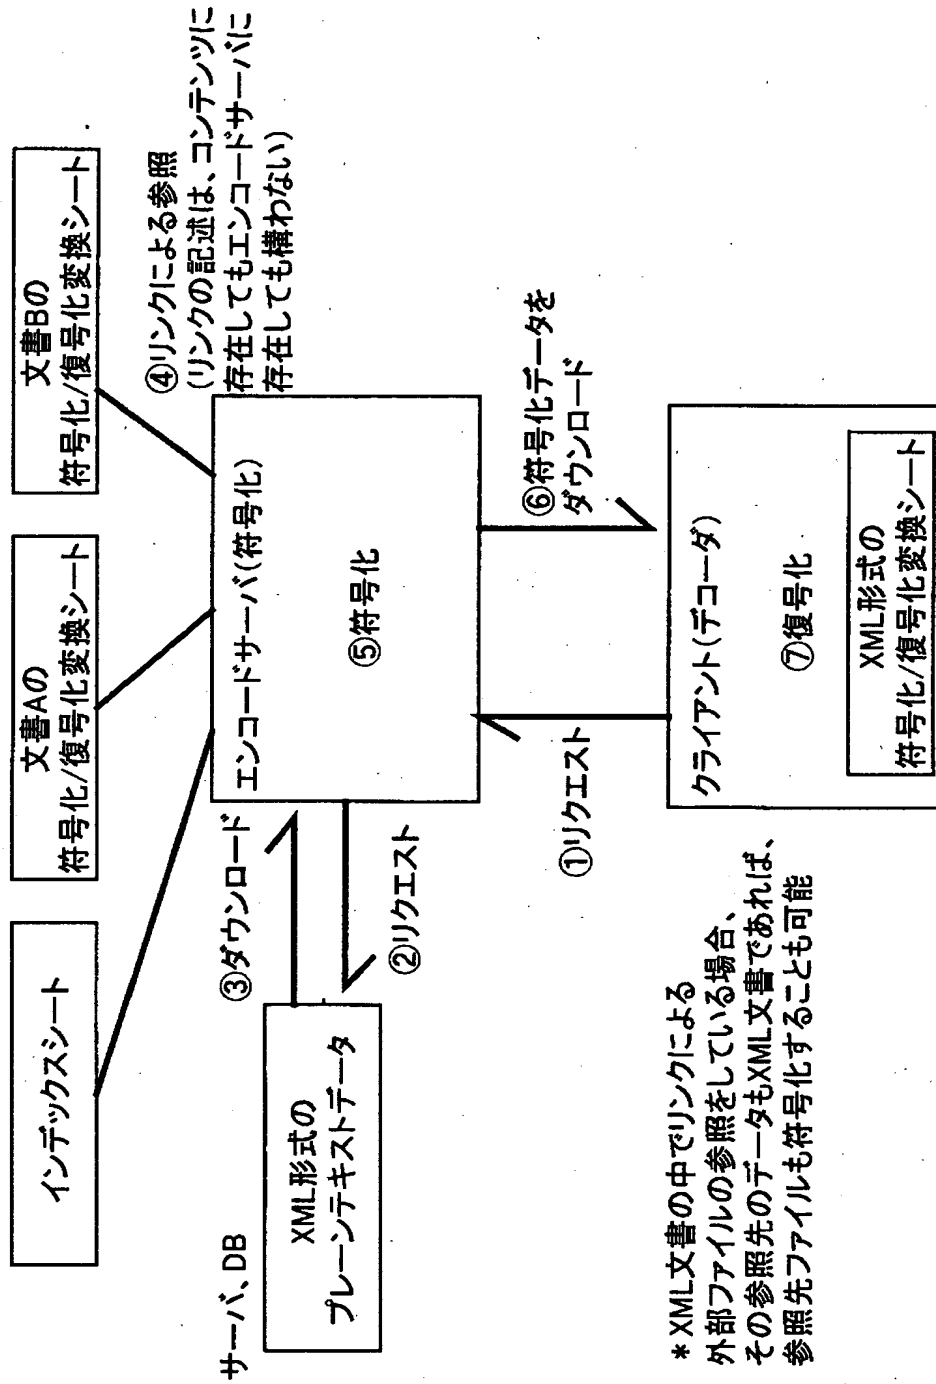 インデックスシート
文書Aの
符号化/復号化変換シート
文書Bの
符号化/復号化変換シート
④リンクによる参照
(リンクの記述は、コンテンツに
存在してもエンコードサーバに
存在しても構わない)
サーバ、DB
XML形式の
プレーンテキストデータ
③ダウンロード
②リクエスト
エンコードサーバ(符号化)
⑤符号化
①リクエスト
⑥符号化データを
ダウンロード
クライアント(デコーダ)
⑦復号化
XML形式の
符号化/復号化変換シート
*XML文書の中でリンクによる
外部ファイルの参照をしている場合、
その参照先のデータもXML文書であれば、
参照先ファイルも符号化することも可能